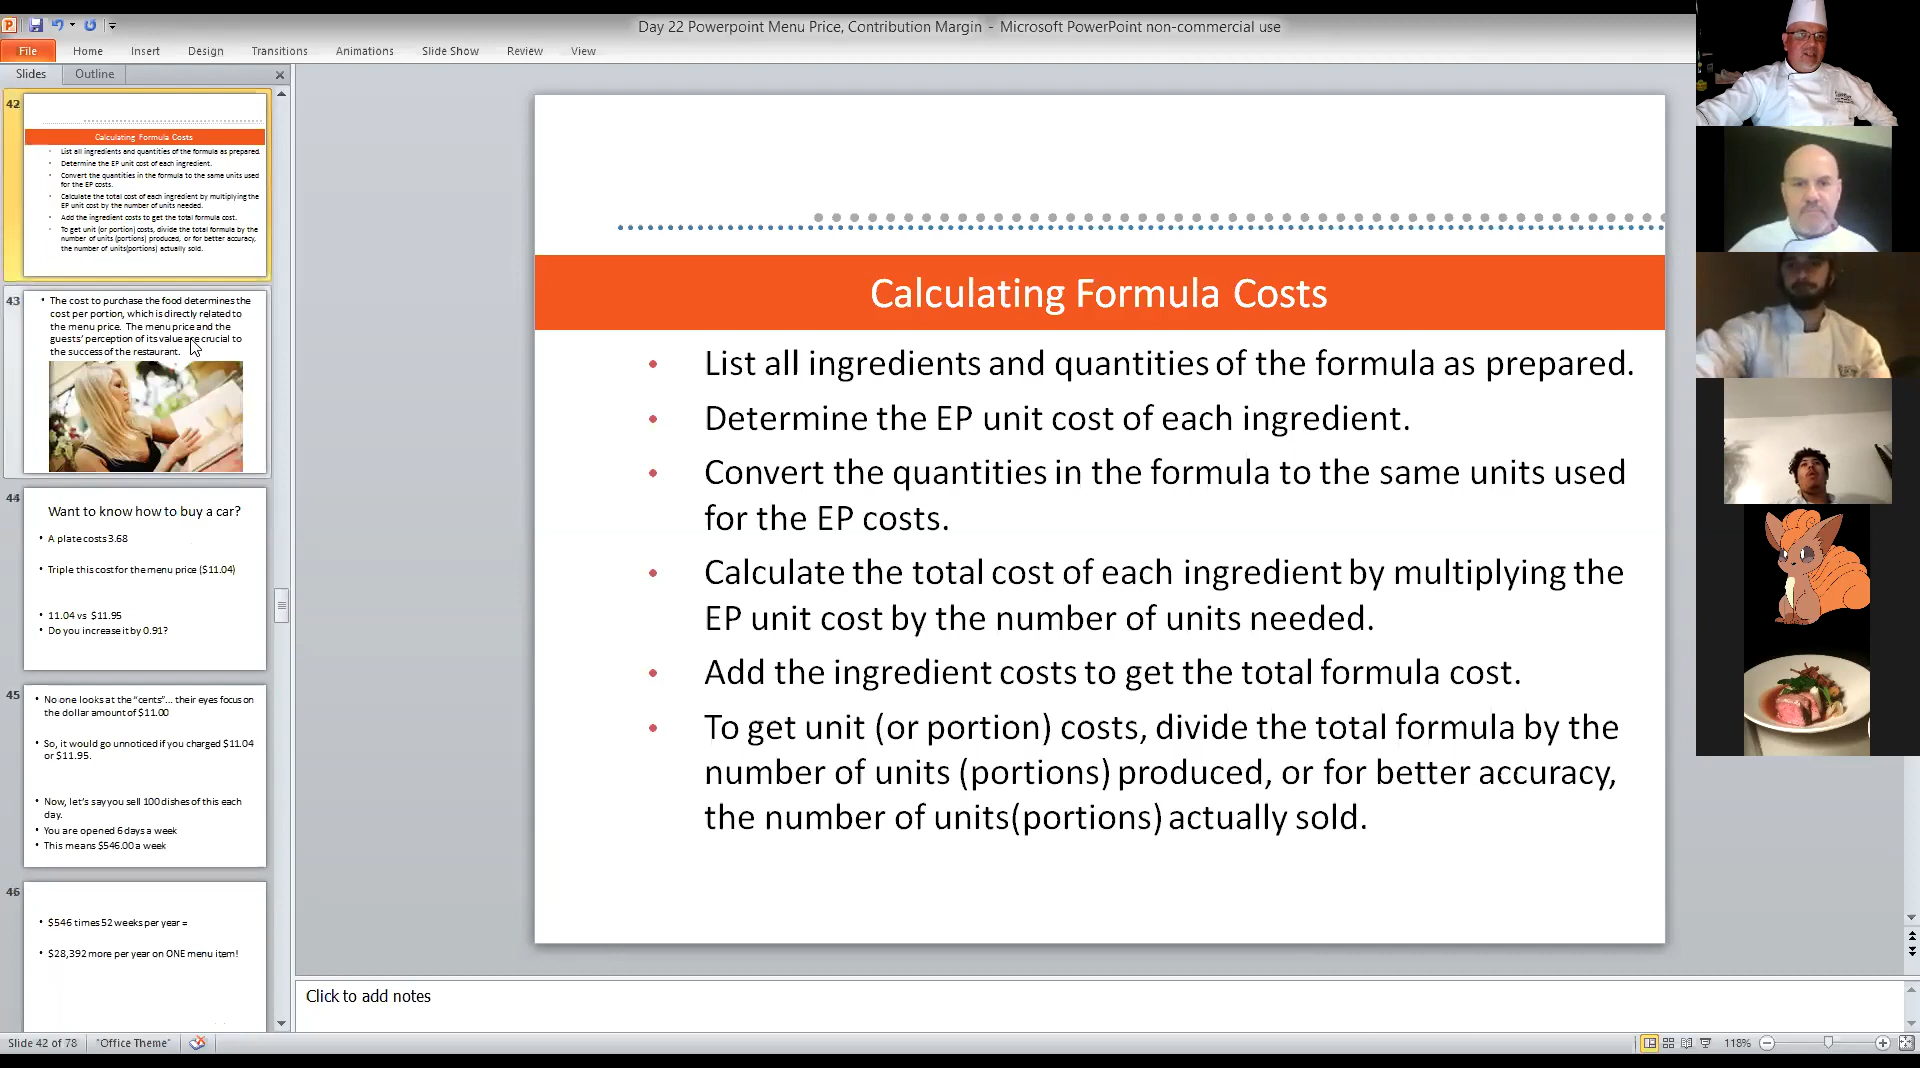 Day 22 Powerpoint Menu Price, Contribution Margin - Microsoft PowerPoint non-commercial use
File Home Insert Design Transitions Animations Slide Show Review View
Slides Outline
42
Calculating Formula Costs
• List all ingredients and quantities of the formula as prepared.
• Determine the EP unit cost of each ingredient.
• Convert the quantities in the formula to the same units used
for the EP costs.
• Calculate the total cost of each ingredient by multiplying the
EP unit cost by the number of units needed.
• Add the ingredient costs to get the total formula cost.
• To get unit (or portion) costs, divide the total formula by the
number of units (portions) produced, or for better accuracy,
the number of units(portions) actually sold.
43
• The cost to purchase the food determines the
cost per portion, which is directly related to
the menu price. The menu price and the
guests' perception of its value are crucial to
the success of the restaurant.
44
Want to know how to buy a car?
• A plate costs 3.68
• Triple this cost for the menu price ($11.04)
• 11.04 vs $11.95
• Do you increase it by 0.91?
45
• No one looks at the “cents”... their eyes focus on
the dollar amount of $11.00
• So, it would go unnoticed if you charged $11.04
or $11.95.
• Now, let’s say you sell 100 dishes of this each
day.
• You are opened 6 days a week
• This means $546.00 a week
46
• $546 times 52 weeks per year =
• $28,392 more per year on ONE menu item!
Calculating Formula Costs
• List all ingredients and quantities of the formula as prepared.
• Determine the EP unit cost of each ingredient.
• Convert the quantities in the formula to the same units used
for the EP costs.
• Calculate the total cost of each ingredient by multiplying the
EP unit cost by the number of units needed.
• Add the ingredient costs to get the total formula cost.
• To get unit (or portion) costs, divide the total formula by the
number of units (portions) produced, or for better accuracy,
the number of units(portions) actually sold.
Click to add notes
Slide 42 of 78 "Office Theme" 118%